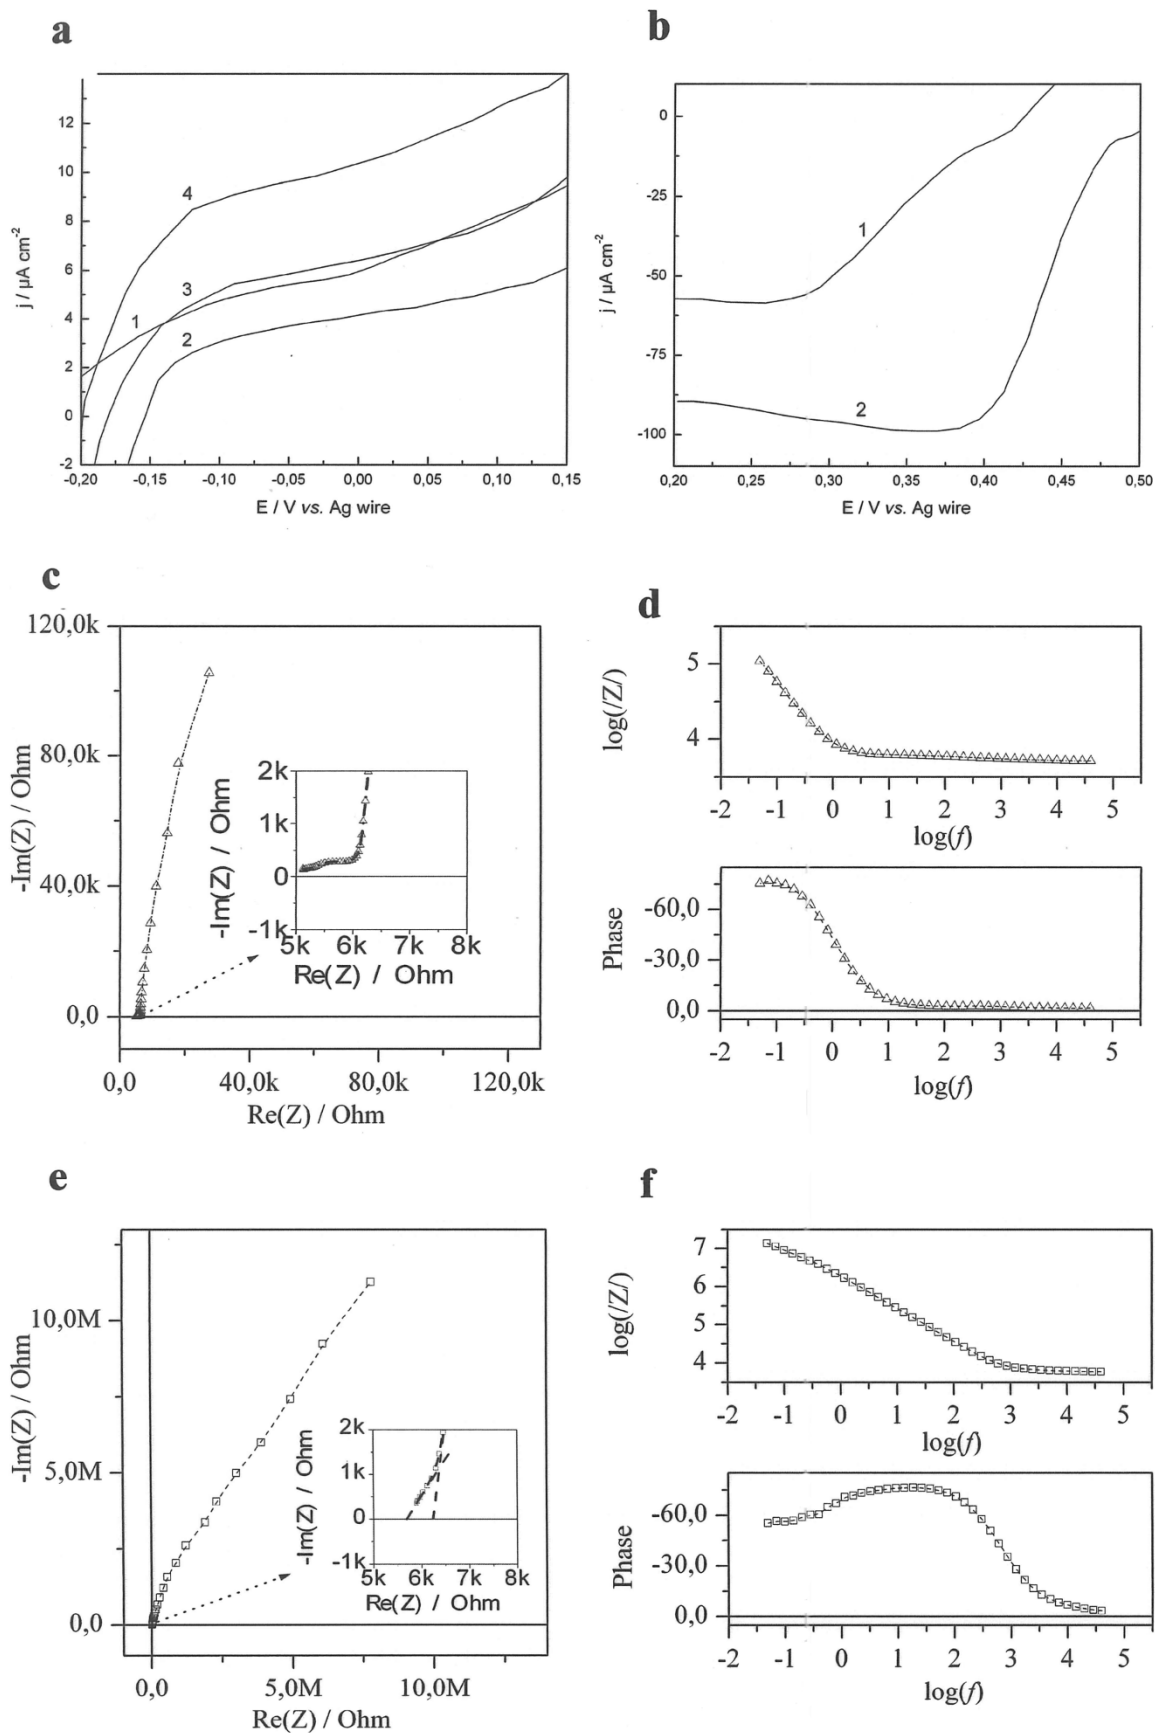 a
12
10
8
6
4
2
0
-2
4
3
1
2
-0,20 -0,15 -0,10 -0,05 0,00 0,05 0,10 0,15
j / µA cm-2
E / V vs. Ag wire
b
0
-25
-50
-75
-100
1
2
0,20 0,25 0,30 0,35 0,40 0,45 0,50
j / µA cm-2
E / V vs. Ag wire
c
120,0k
80,0k
40,0k
0,0
-Im(Z) / Ohm
0,0 40,0k 80,0k 120,0k
Re(Z) / Ohm
2k
1k
0
-1k
-Im(Z) / Ohm
5k 6k 7k 8k
Re(Z) / Ohm
d
5
4
log(/Z/)
-2 -1 0 1 2 3 4 5
log(f)
-60,0
-30,0
0,0
Phase
-2 -1 0 1 2 3 4 5
log(f)
e
10,0M
5,0M
0,0
-Im(Z) / Ohm
0,0 5,0M 10,0M
Re(Z) / Ohm
2k
1k
0
-1k
-Im(Z) / Ohm
5k 6k 7k 8k
Re(Z) / Ohm
f
7
6
5
4
log(/Z/)
-2 -1 0 1 2 3 4 5
log(f)
-60,0
-30,0
0,0
Phase
-2 -1 0 1 2 3 4 5
log(f)